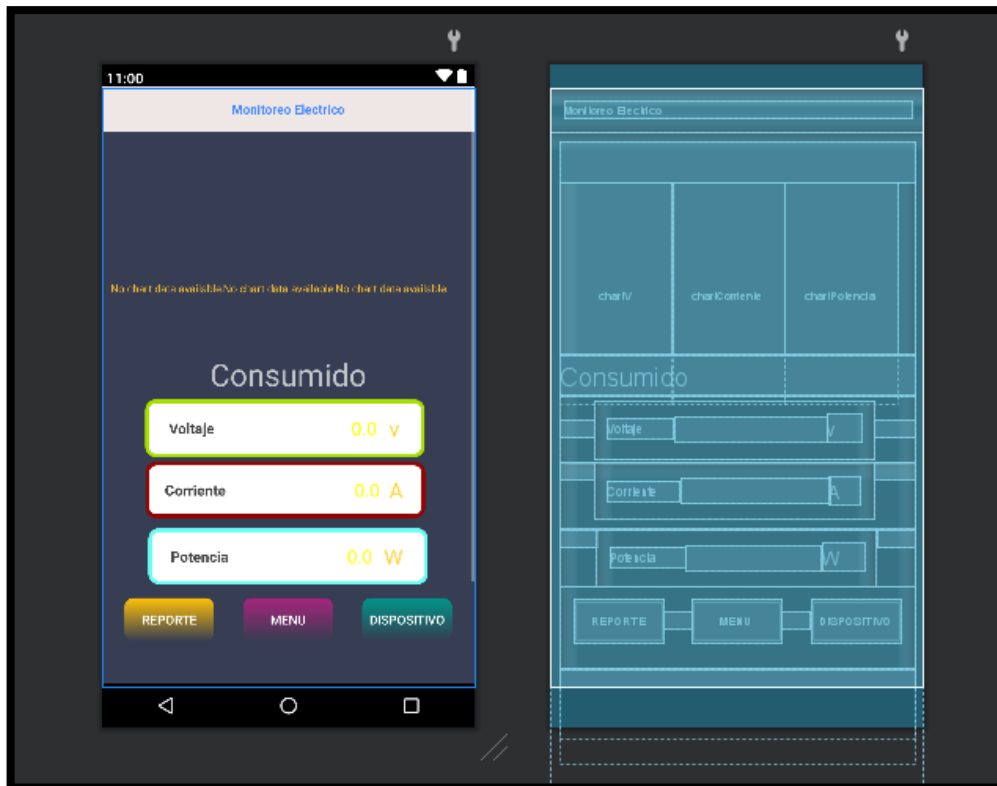 11:00
Monitoreo Electrico
No chart data available No chart data available No chart data available
Consumido
Voltaje 0.0 v
Corriente 0.0 A
Potencia 0.0 W
REPORTE MENU DISPOSITIVO
Monitoreo Electrico
chartV chartCorriente chartPotencia
Consumido
Voltaje V
Corriente A
Potencia W
REPORTE MENU DISPOSITIVO